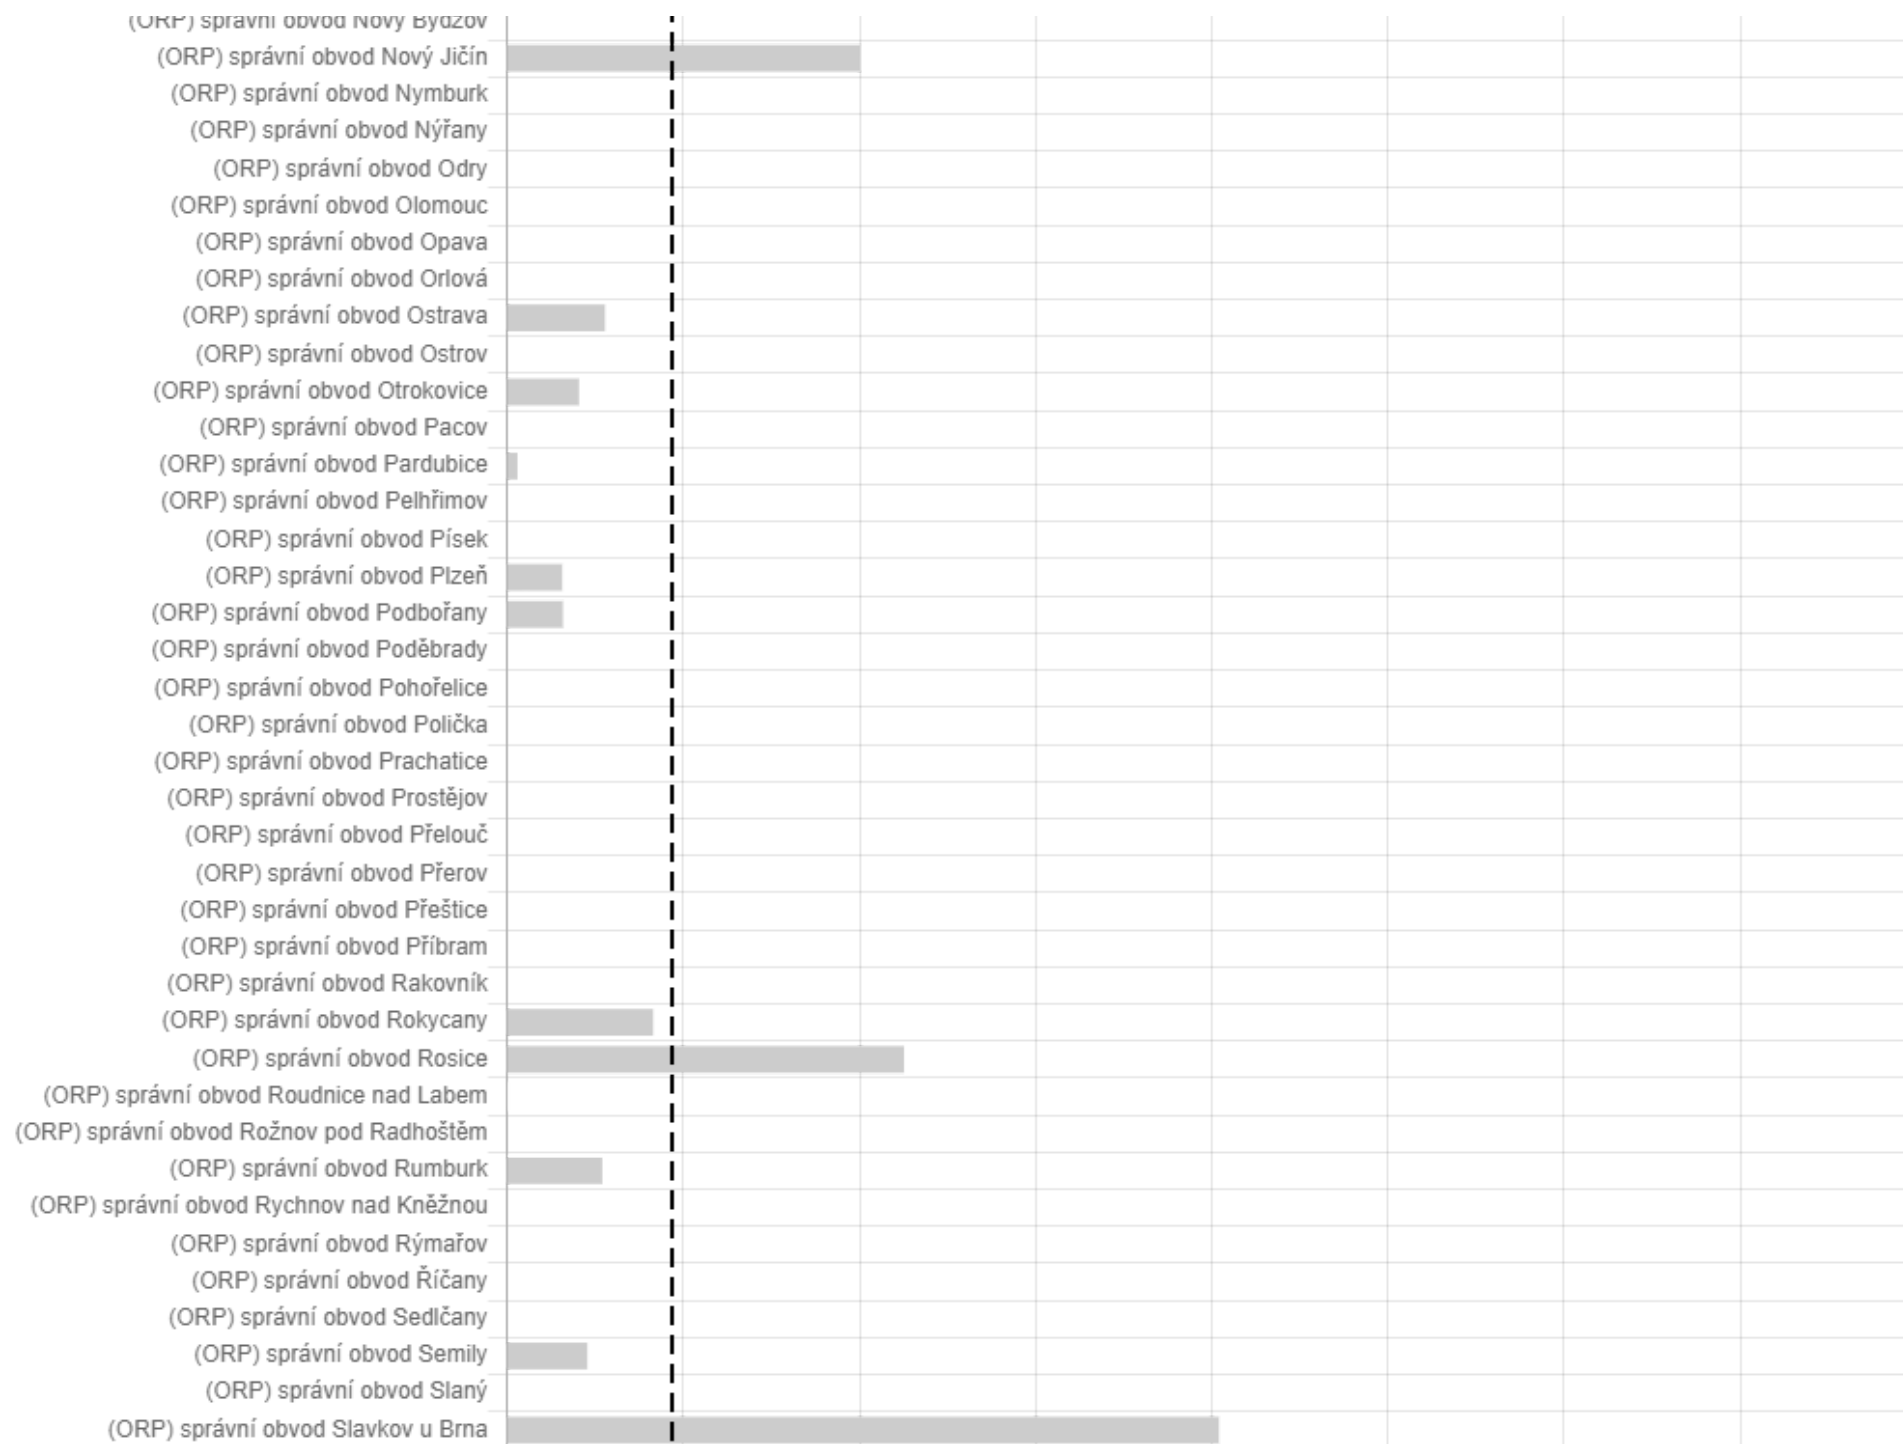 (ORP) správní obvod Nový Bydžov
(ORP) správní obvod Nový Jičín
(ORP) správní obvod Nymburk
(ORP) správní obvod Nýřany
(ORP) správní obvod Odry
(ORP) správní obvod Olomouc
(ORP) správní obvod Opava
(ORP) správní obvod Orlová
(ORP) správní obvod Ostrava
(ORP) správní obvod Ostrov
(ORP) správní obvod Otrokovice
(ORP) správní obvod Pacov
(ORP) správní obvod Pardubice
(ORP) správní obvod Pelhřimov
(ORP) správní obvod Písek
(ORP) správní obvod Plzeň
(ORP) správní obvod Podbořany
(ORP) správní obvod Poděbrady
(ORP) správní obvod Pohořelice
(ORP) správní obvod Polička
(ORP) správní obvod Prachatice
(ORP) správní obvod Prostějov
(ORP) správní obvod Přelouč
(ORP) správní obvod Přerov
(ORP) správní obvod Přeštice
(ORP) správní obvod Příbram
(ORP) správní obvod Rakovník
(ORP) správní obvod Rokycany
(ORP) správní obvod Rosice
(ORP) správní obvod Roudnice nad Labem
(ORP) správní obvod Rožnov pod Radhoštěm
(ORP) správní obvod Rumburk
(ORP) správní obvod Rychnov nad Kněžnou
(ORP) správní obvod Rýmařov
(ORP) správní obvod Říčany
(ORP) správní obvod Sedlčany
(ORP) správní obvod Semily
(ORP) správní obvod Slaný
(ORP) správní obvod Slavkov u Brna